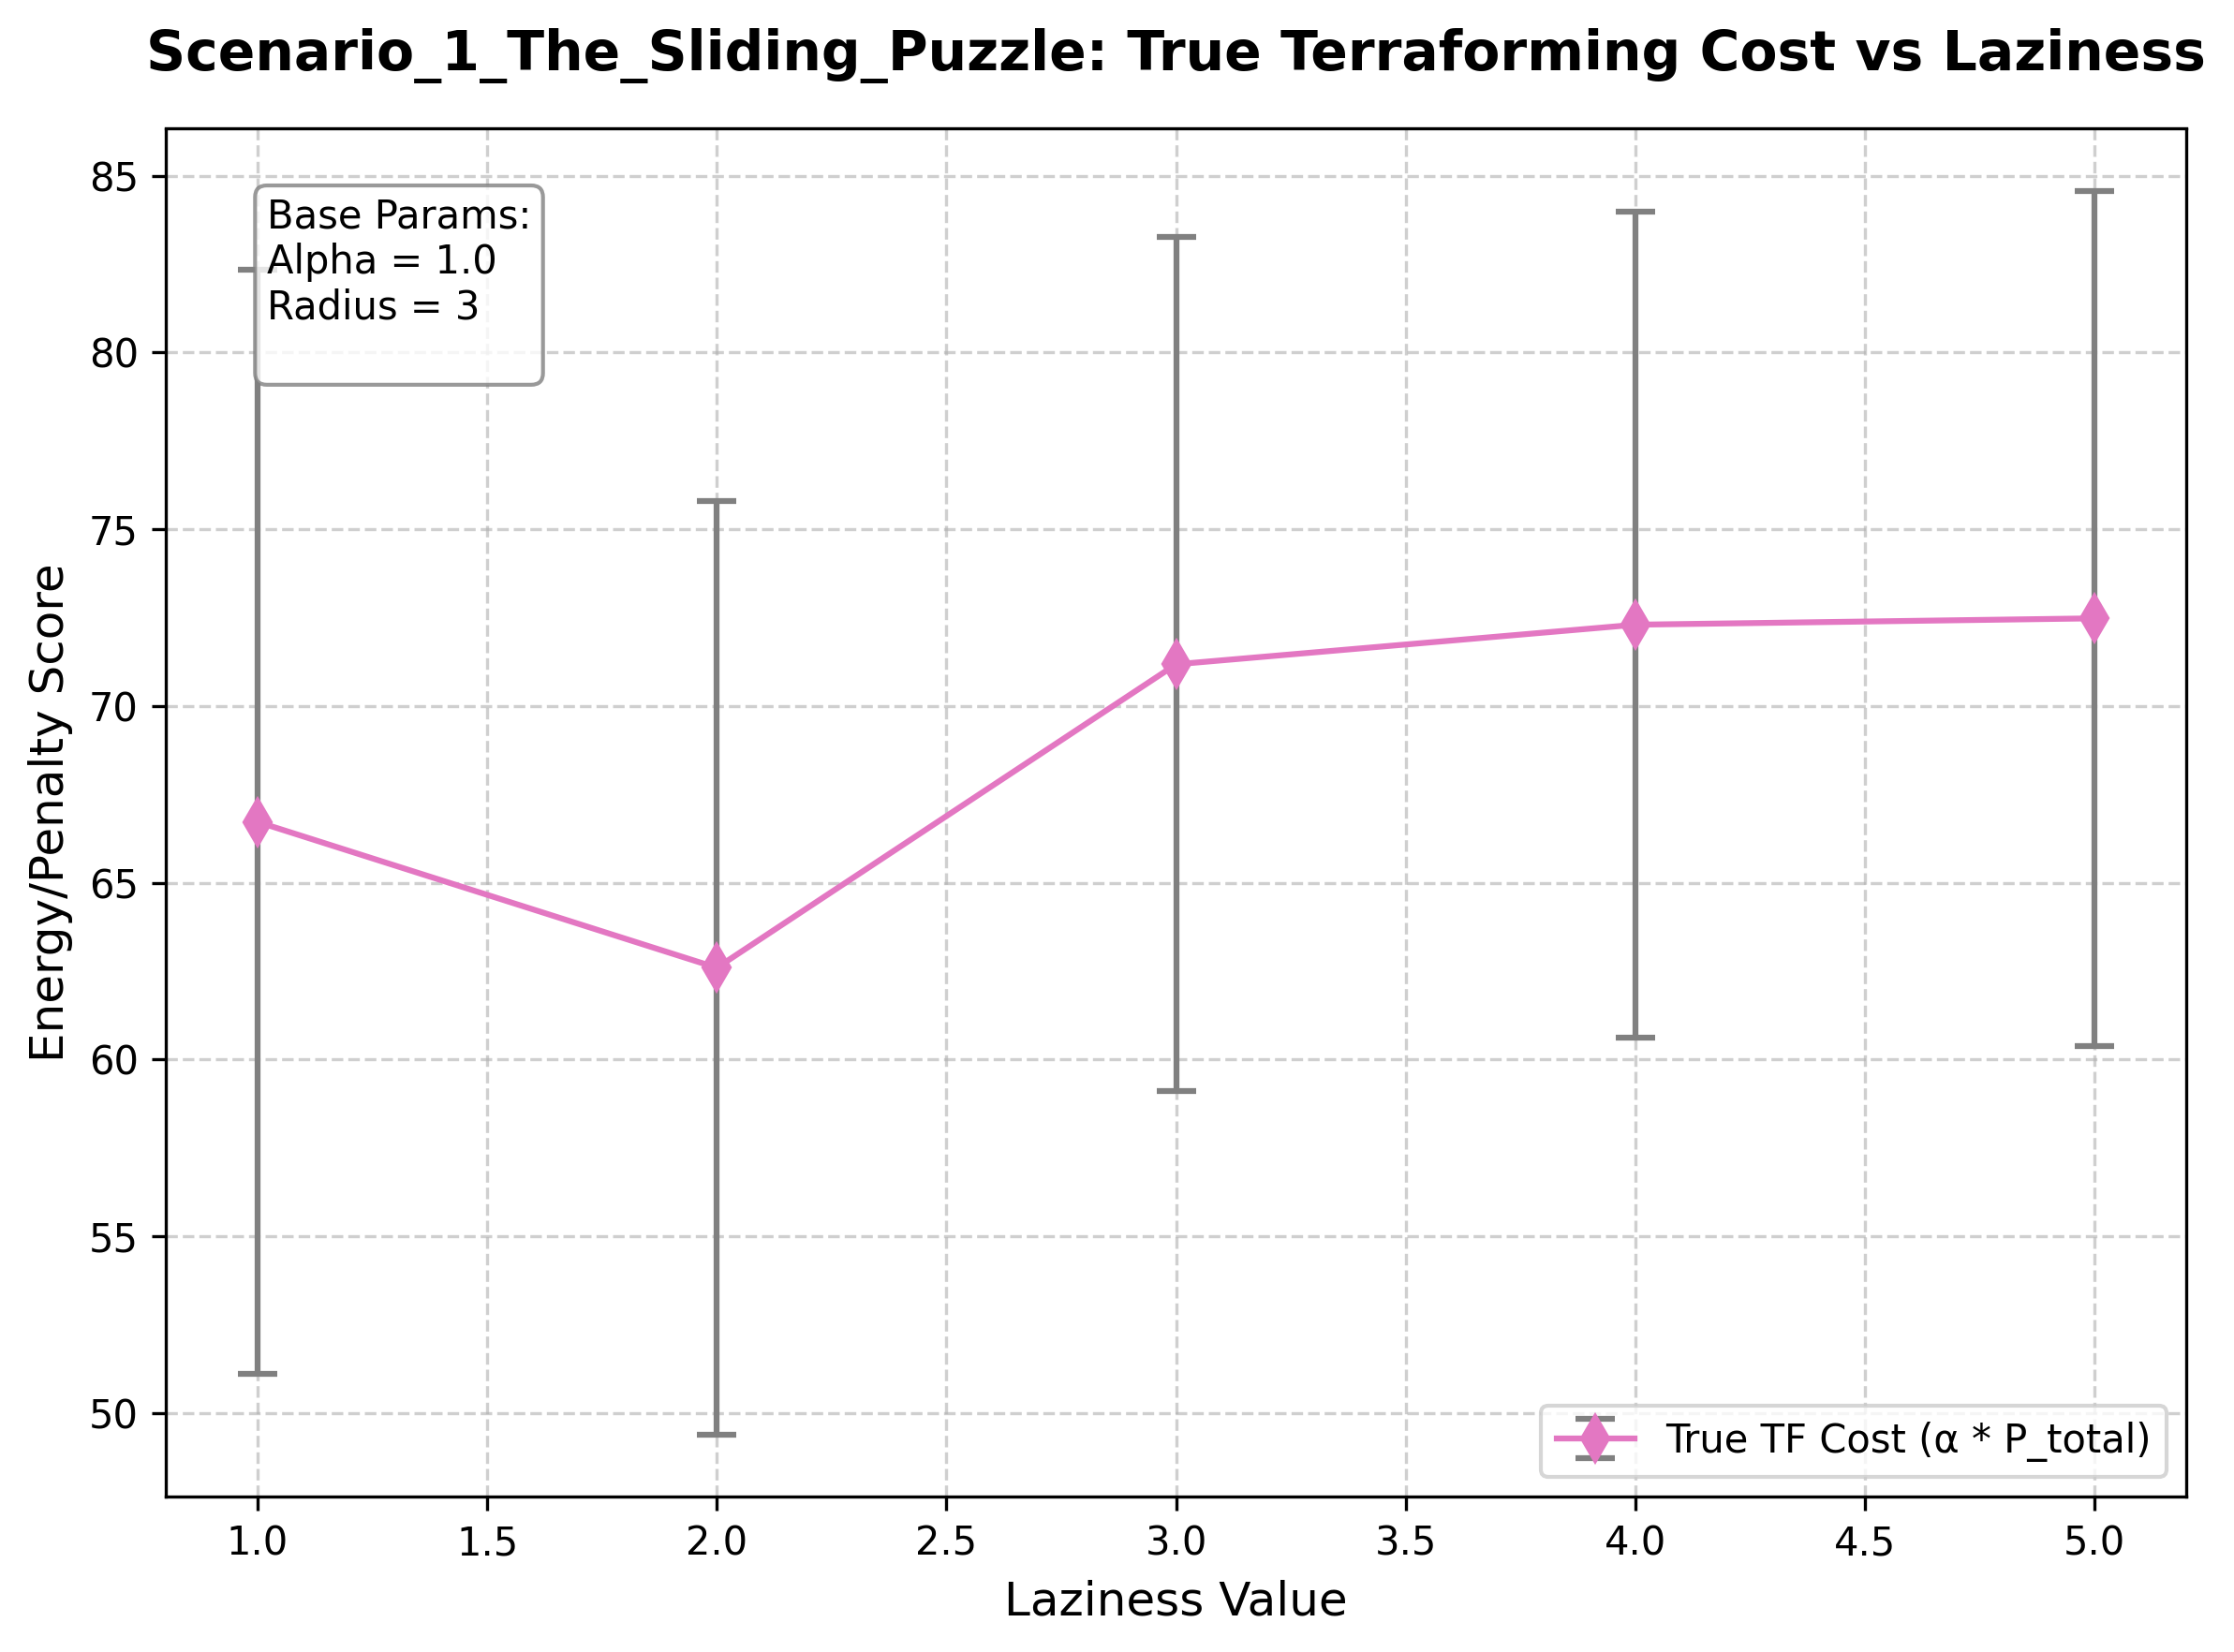 Scenario_1_The_Sliding_Puzzle: True Terraforming Cost vs Laziness
Energy/Penalty Score
85
80
75
70
65
60
55
50
Base Params:
Alpha = 1.0
Radius = 3
True TF Cost (α * P_total)
1.0
1.5
2.0
2.5
3.0
3.5
4.0
4.5
5.0
Laziness Value